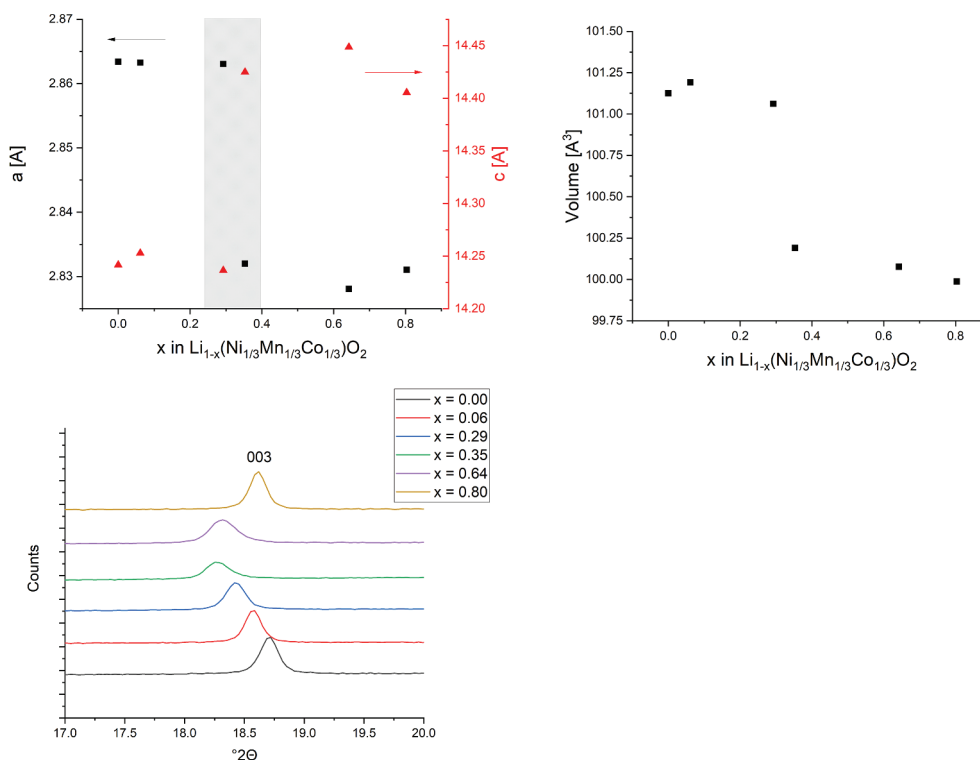 2.87
2.86
2.85
2.84
2.83
a [A]
14.45
14.40
14.35
14.30
14.25
14.20
c [A]
0.0 0.2 0.4 0.6 0.8
x in Li1-x(Ni1/3Mn1/3Co1/3)O2
101.50
101.25
101.00
100.75
100.50
100.25
100.00
99.75
Volume [A³]
0.0 0.2 0.4 0.6 0.8
x in Li1-x(Ni1/3Mn1/3Co1/3)O2
x = 0.00
x = 0.06
x = 0.29
x = 0.35
x = 0.64
x = 0.80
003
Counts
17.0 17.5 18.0 18.5 19.0 19.5 20.0
°2Θ